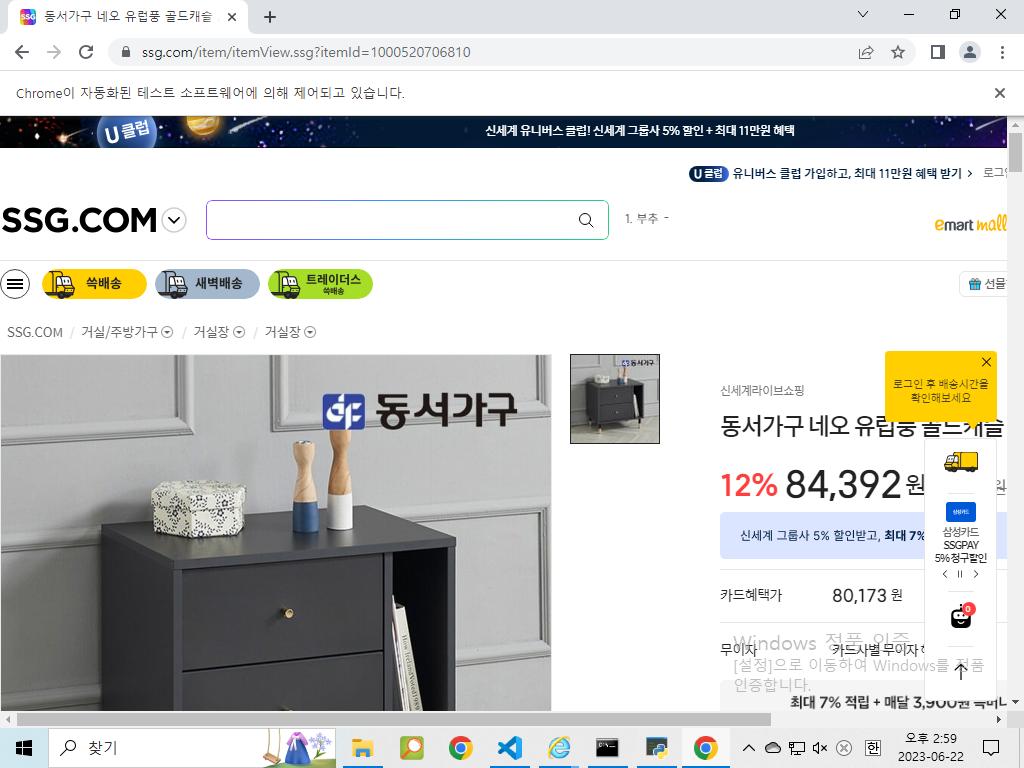 동서가구 네오 유럽풍 골드캐슬
ssg.com/item/itemView.ssg?itemId=1000520706810
Chrome이 자동화된 테스트 소프트웨어에 의해 제어되고 있습니다.
U 클럽
신세계 유니버스 클럽! 신세계 그룹사 5% 할인 + 최대 11만원 혜택
U 클럽 유니버스 클럽 가입하고, 최대 11만원 혜택 받기 >
SSG.COM
1. 부추 -
emart mall
쓱배송
새벽배송
트레이더스
쓱배송
선물
SSG.COM / 거실/주방가구 / 거실장 / 거실장
동서가구
동서가구
신세계라이브쇼핑
로그인 후 배송시간을
확인해보세요
동서가구 네오 유럽풍 골드캐슬
12% 84,392원
신세계 그룹사 5% 할인받고, 최대 7%
삼성카드
삼성카드
SSGPAY
5% 청구할인
카드혜택가 80,173 원
0
무이자 카드사별 무이자
Windows 정품 인증
[설정]으로 이동하여 Windows를 정품
인증합니다.
최대 7% 적립 + 매달 3,900원
How Ireland Voted 1989
찾기
한
오후 2:59
2023-06-22